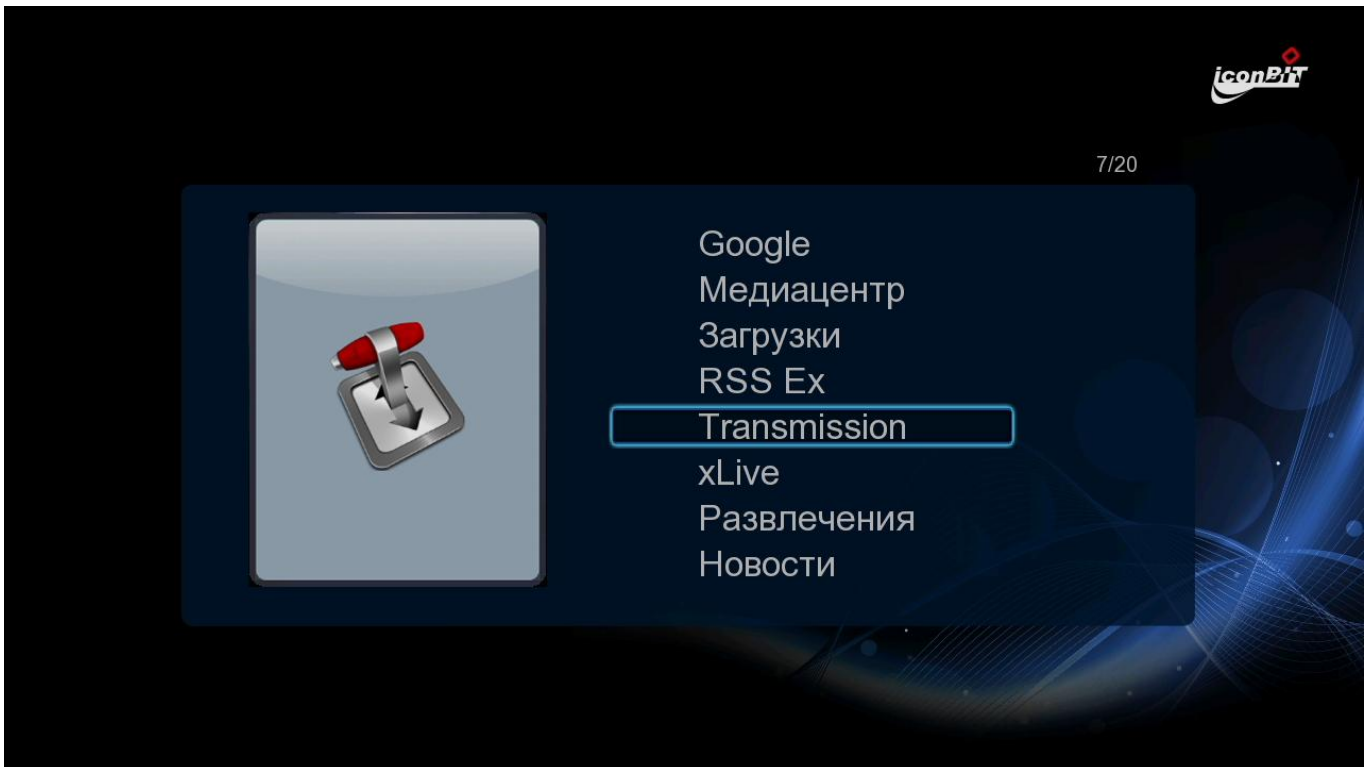 iconBIT
7/20
Google
Медиацентр
Загрузки
RSS Ex
Transmission
xLive
Развлечения
Новости